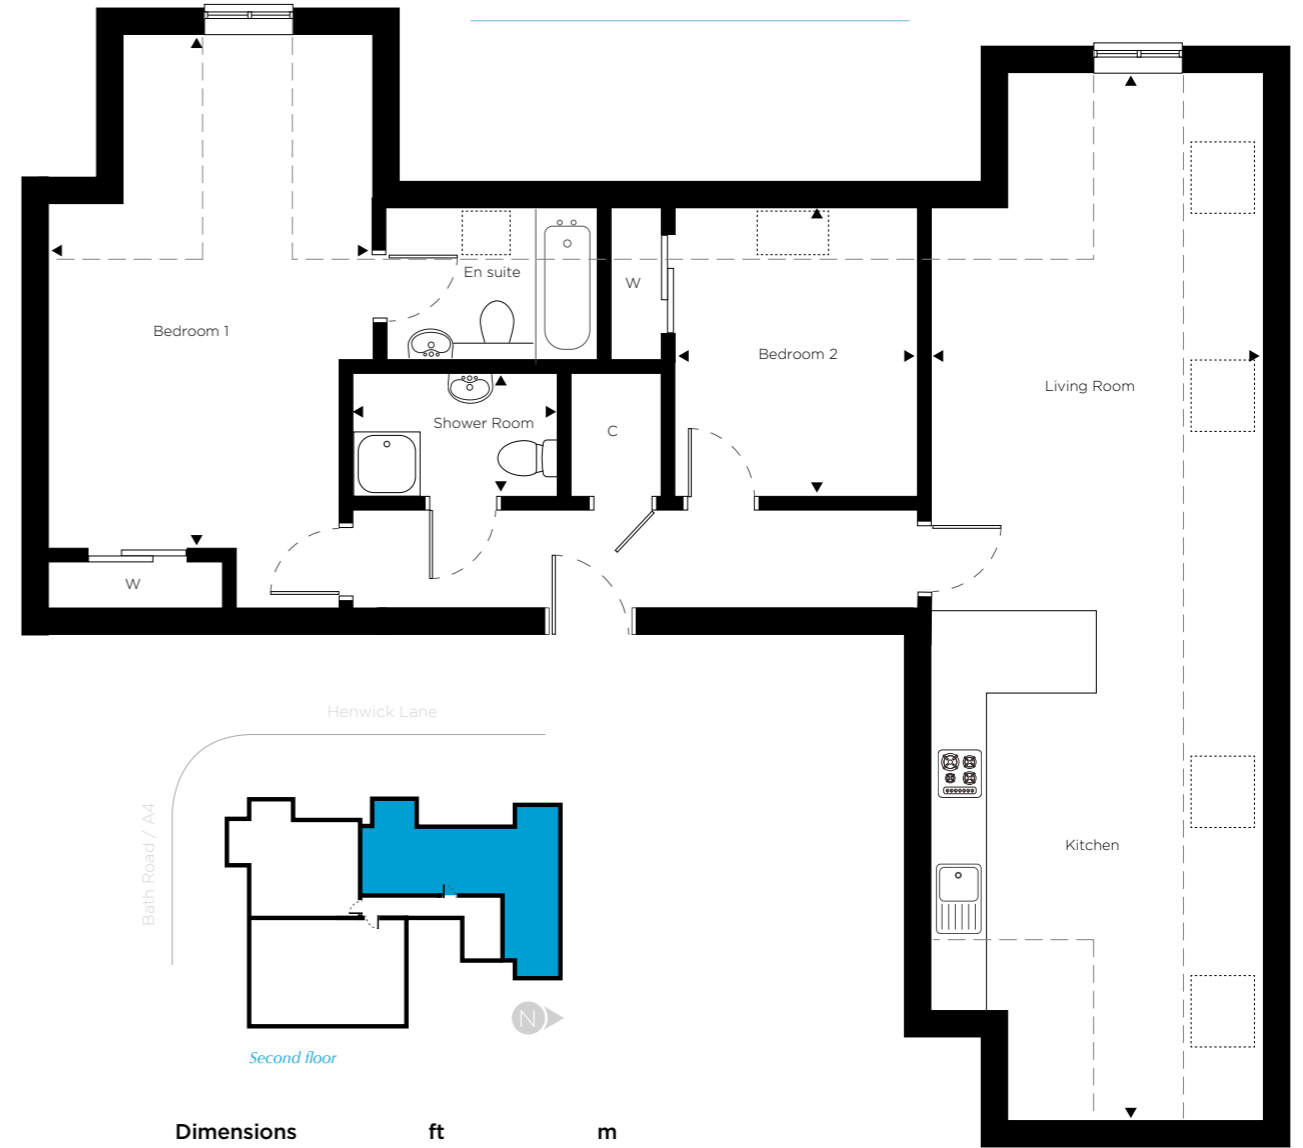 En suite
W
Bedroom 1
Bedroom 2
Living Room
Shower Room
C
W
Henwick Lane
Bath Road / A4
Kitchen
N
Second floor
Dimensions ft m